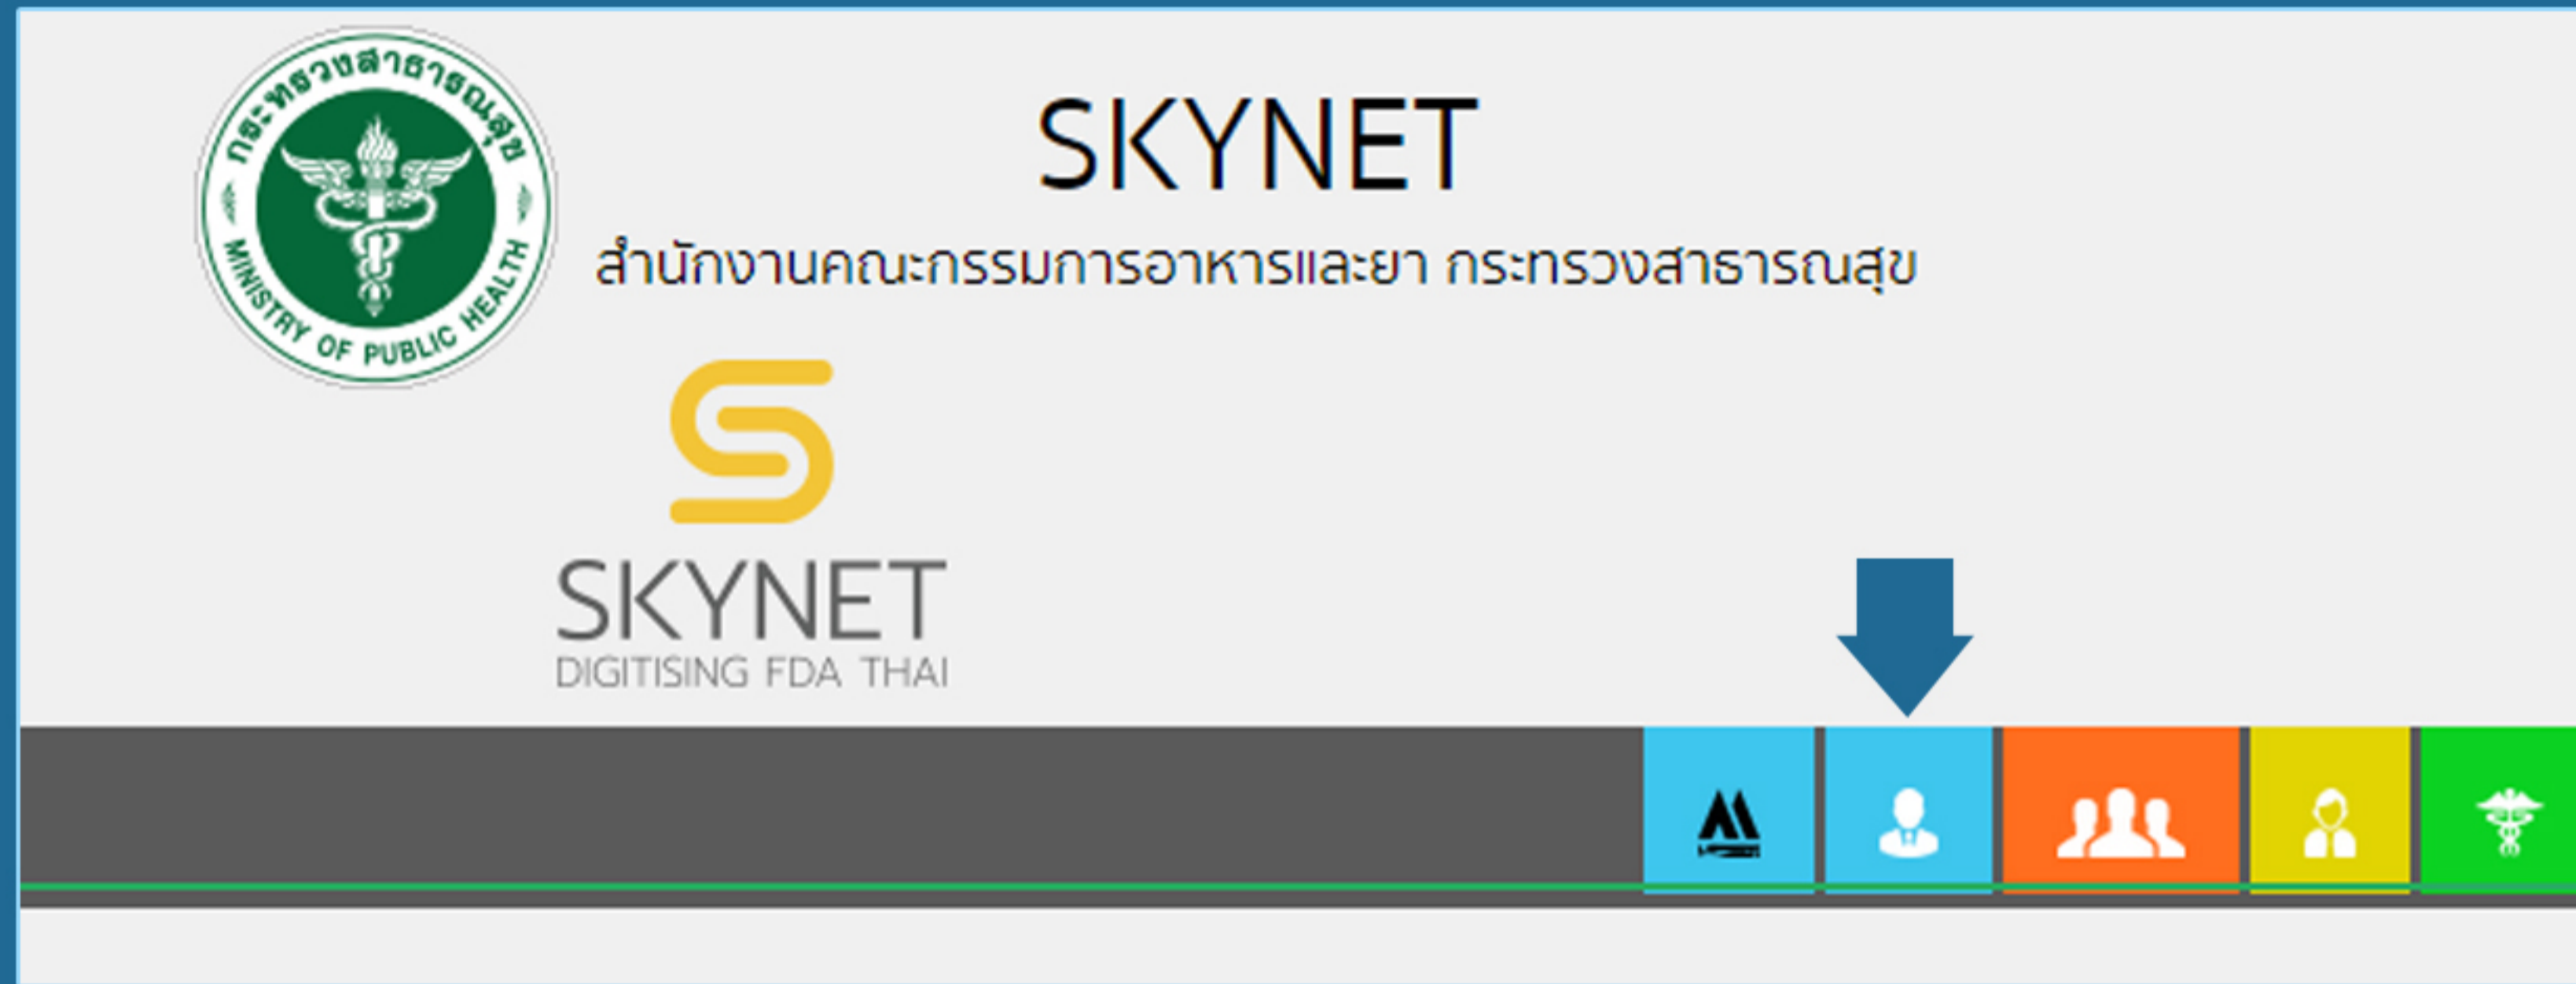 กระทรวงสาธารณสุข
MINISTRY OF PUBLIC HEALTH
SKYNET
สำนักงานคณะกรรมการอาหารและยา กระทรวงสาธารณสุข
SKYNET
DIGITISING FDA THAI